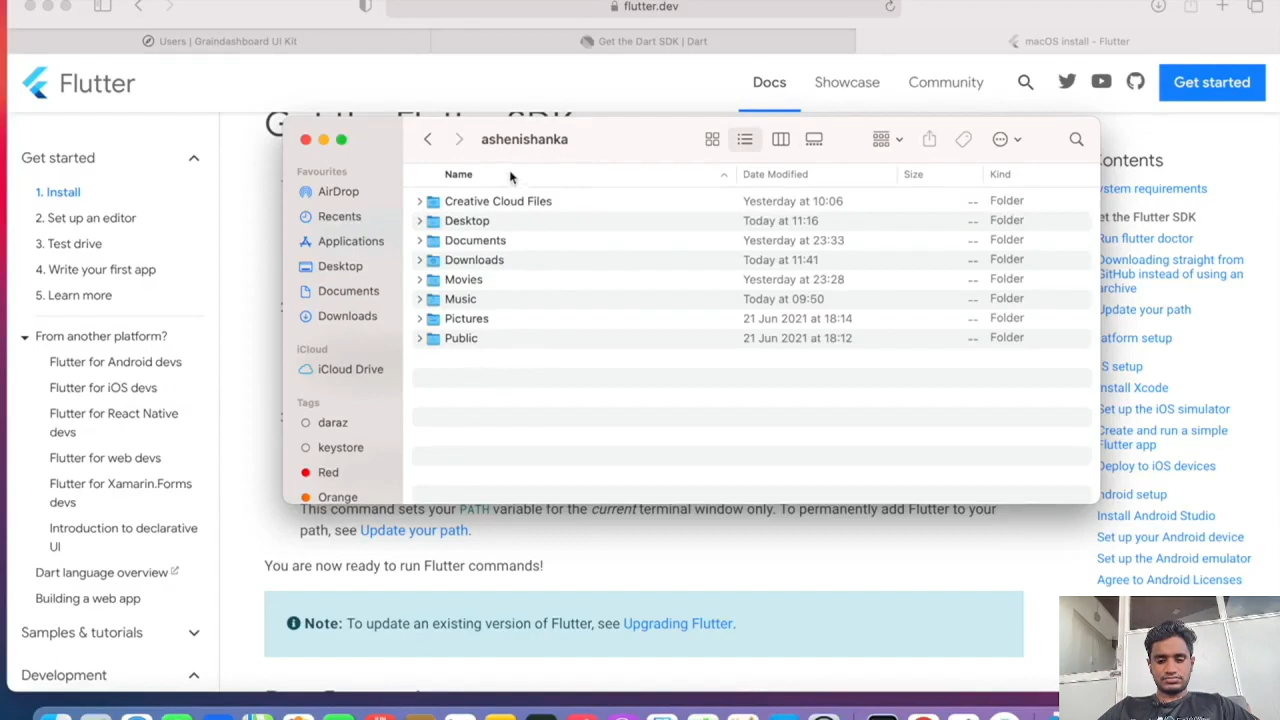 flutter.dev
Users | Graindashboard UI Kit
Get the Dart SDK | Dart
macOS install - Flutter
Flutter
Docs
Showcase
Community
Get started
Get started
1. Install
2. Set up an editor
3. Test drive
4. Write your first app
5. Learn more
From another platform?
Flutter for Android devs
Flutter for iOS devs
Flutter for React Native
devs
Flutter for web devs
Flutter for Xamarin.Forms
devs
Introduction to declarative
UI
Dart language overview
Building a web app
Samples & tutorials
Development
ashenishanka
Favourites
AirDrop
Recents
Applications
Desktop
Documents
Downloads
iCloud
iCloud Drive
Tags
daraz
keystore
Red
Orange
Name Date Modified Size Kind
Creative Cloud Files Yesterday at 10:06 -- Folder
Desktop Today at 11:16 -- Folder
Documents Yesterday at 23:33 -- Folder
Downloads Today at 11:41 -- Folder
Movies Yesterday at 23:28 -- Folder
Music Today at 09:50 -- Folder
Pictures 21 Jun 2021 at 18:14 -- Folder
Public 21 Jun 2021 at 18:12 -- Folder
This command sets your PATH variable for the current terminal window only. To permanently add Flutter to your
path, see Update your path.
You are now ready to run Flutter commands!
Note: To update an existing version of Flutter, see Upgrading Flutter.
Contents
ystem requirements
et the Flutter SDK
Run flutter doctor
Downloading straight from
GitHub instead of using an
archive
Update your path
atform setup
S setup
Install Xcode
Set up the iOS simulator
Create and run a simple
Flutter app
Deploy to iOS devices
ndroid setup
Install Android Studio
Set up your Android device
Set up the Android emulator
Agree to Android Licenses